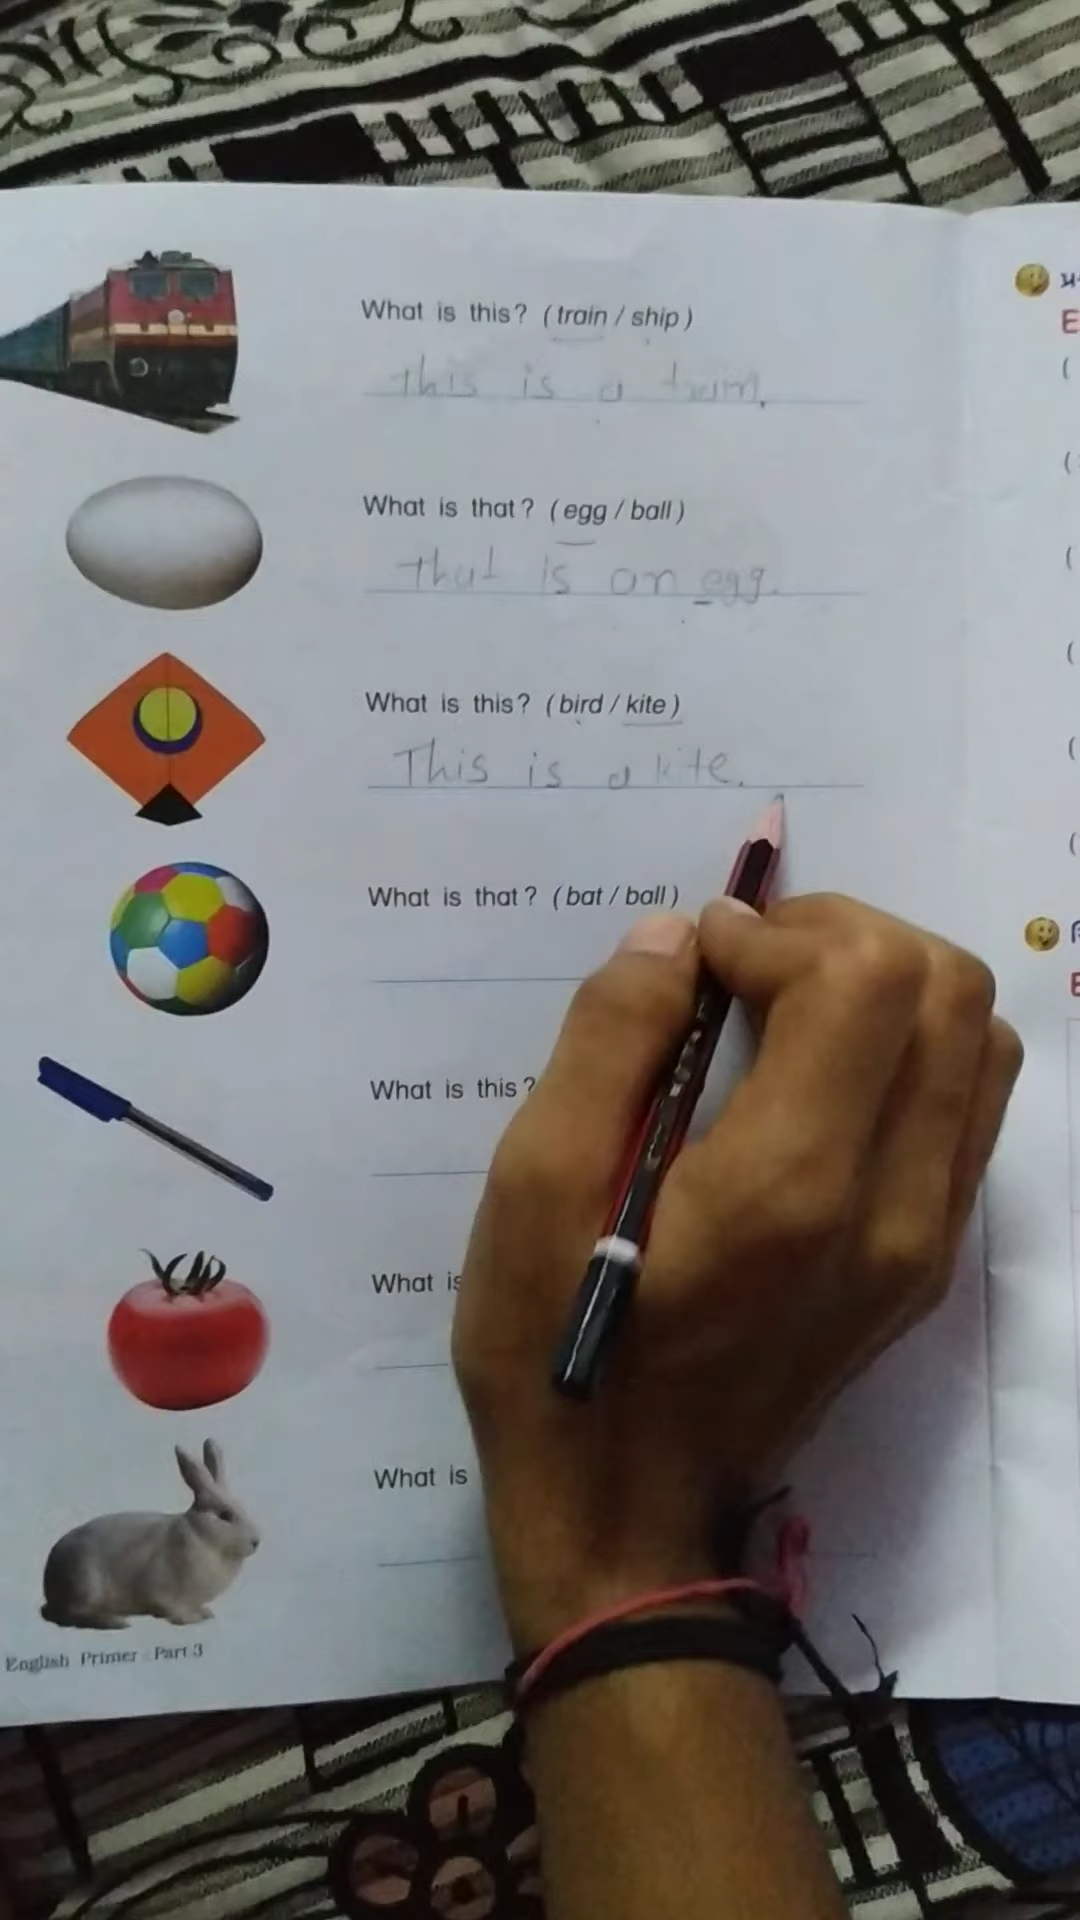 What is this? (train / ship)
This is a train.
What is that? (egg / ball)
That is an egg.
What is this? (bird / kite)
This is a kite.
What is that? (bat / ball)
What is this?
What is
What is
English Primer : Part 3